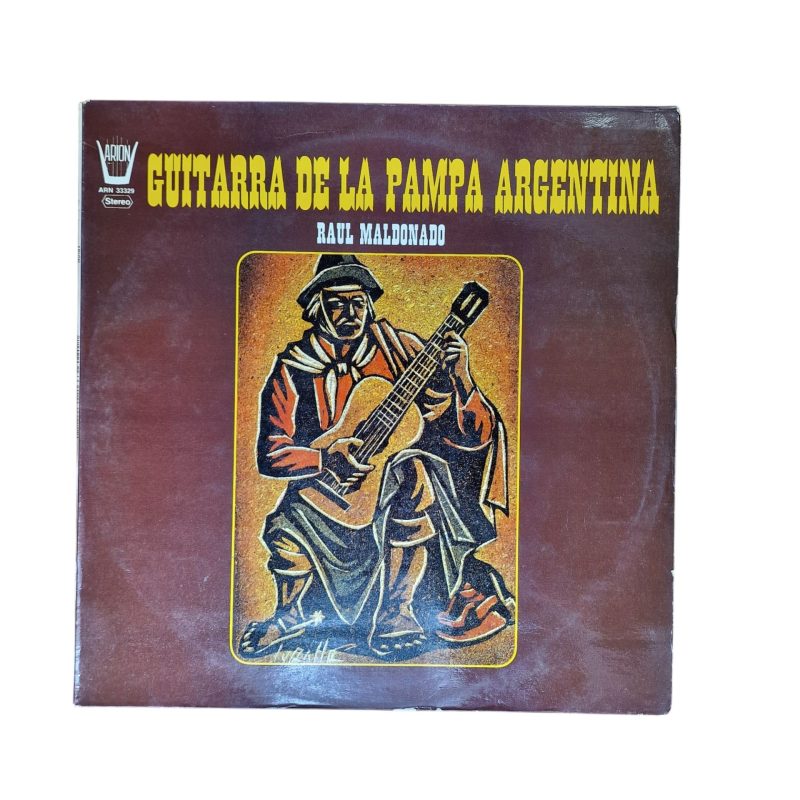 ARION
ARN 33329
Stereo
GUITARRA DE LA PAMPA ARGENTINA
RAUL MALDONADO